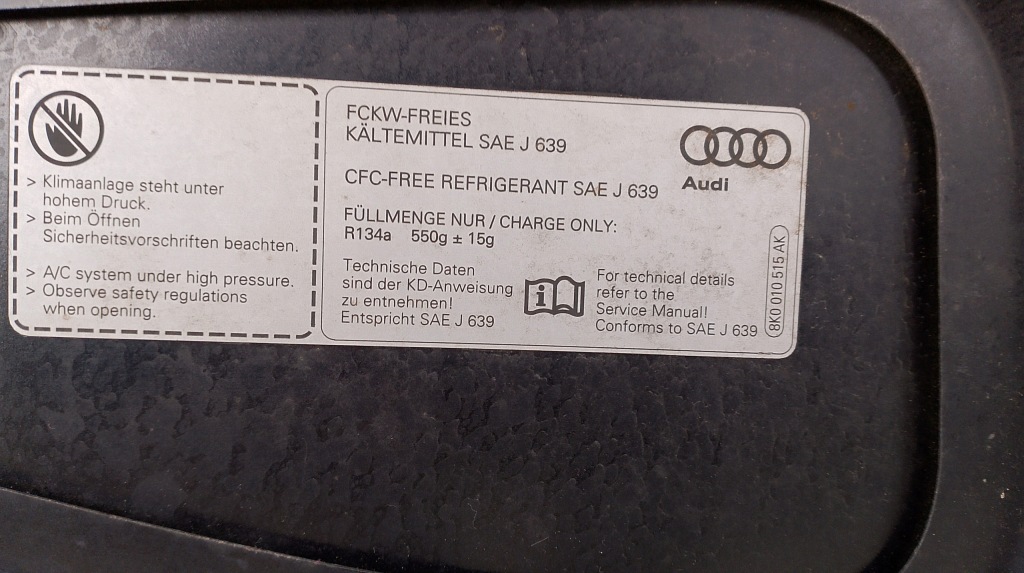 > Klimaanlage steht unter
hohem Druck.
> Beim Öffnen
Sicherheitsvorschriften beachten.
> A/C system under high pressure.
> Observe safety regulations
when opening.
FCKW-FREIES
KÄLTEMITTEL SAE J 639
CFC-FREE REFRIGERANT SAE J 639
FÜLLMENGE NUR / CHARGE ONLY:
R134a 550g ± 15g
Technische Daten
sind der KD-Anweisung
zu entnehmen!
Entspricht SAE J 639
i
For technical details
refer to the
Service Manual!
Conforms to SAE J 639
Audi
8K0 010 515 AK